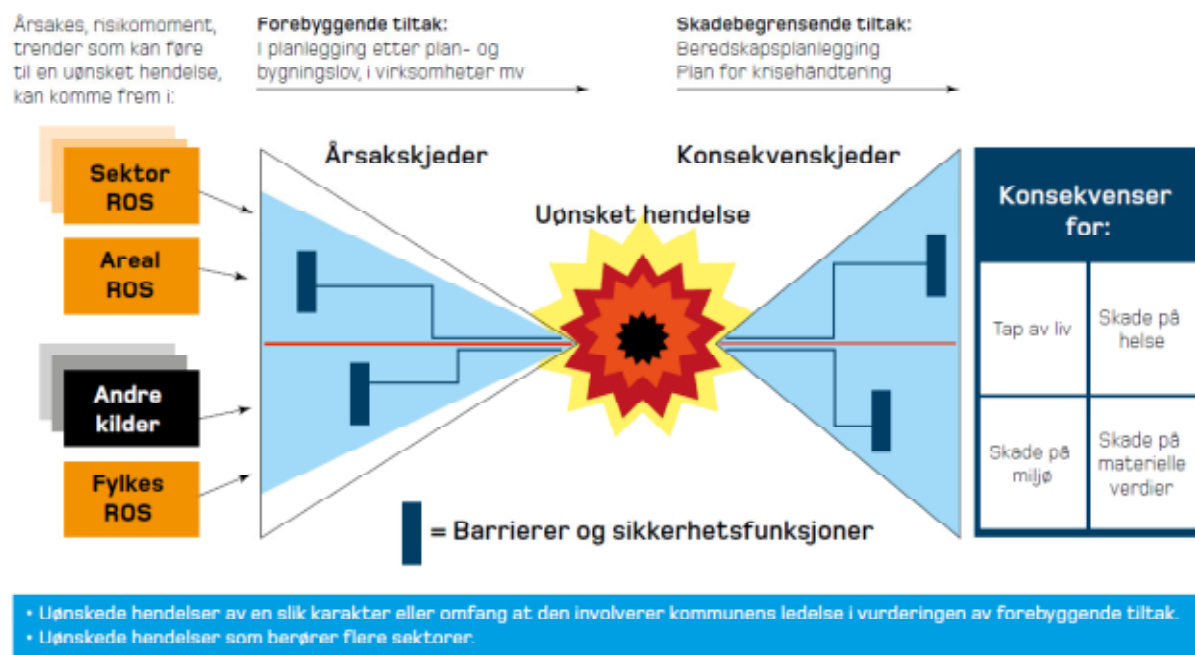 Årsakes, risikomoment,
trender som kan føre
til en uønsket hendelse,
kan komme frem i:
Forebyggende tiltak:
I planlegging etter plan- og
bygningslov, i virksomheter mv
Skadebegrensende tiltak:
Beredskapsplanlegging
Plan for krisehåndtering
Sektor
ROS
Areal
ROS
Andre
kilder
Fylkes
ROS
Årsakskjeder
Uønsket hendelse
Konsekvenskjeder
= Barrierer og sikkerhetsfunksjoner
Konsekvenser
for:
Tap av liv
Skade på
helse
Skade på
miljø
Skade på
materielle
verdier
• Uønskede hendelser av en slik karakter eller omfang at den involverer kommunens ledelse i vurderingen av forebyggende tiltak.
• Uønskede hendelser som berører flere sektorer.